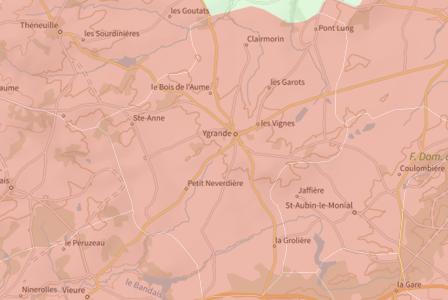 les Goutats
Theneuille
les Sourdinières
Clairmorin
Pont Lung
le Bois de l'Aume
les Garots
aume
Ste-Anne
les Vignes
Ygrande
F. Dom.
Coulombière
ais
Petit Neverdière
Jaffière
St-Aubin-le-Monial
le Péruzeau
la Grolière
le Bandais
la Gare
Ninerolles
Vieure